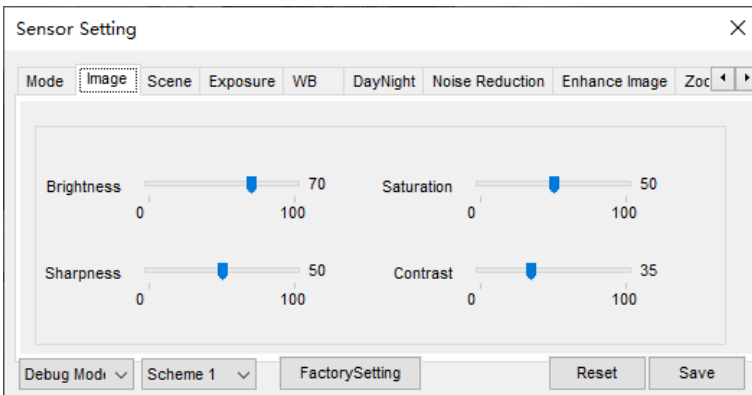 Sensor Setting
Mode Image Scene Exposure WB DayNight Noise Reduction Enhance Image
Brightness 70 Saturation 50
0 100 0 100
Sharpness 50 Contrast 35
0 100 0 100
Debug Scheme 1 FactorySetting Reset Save